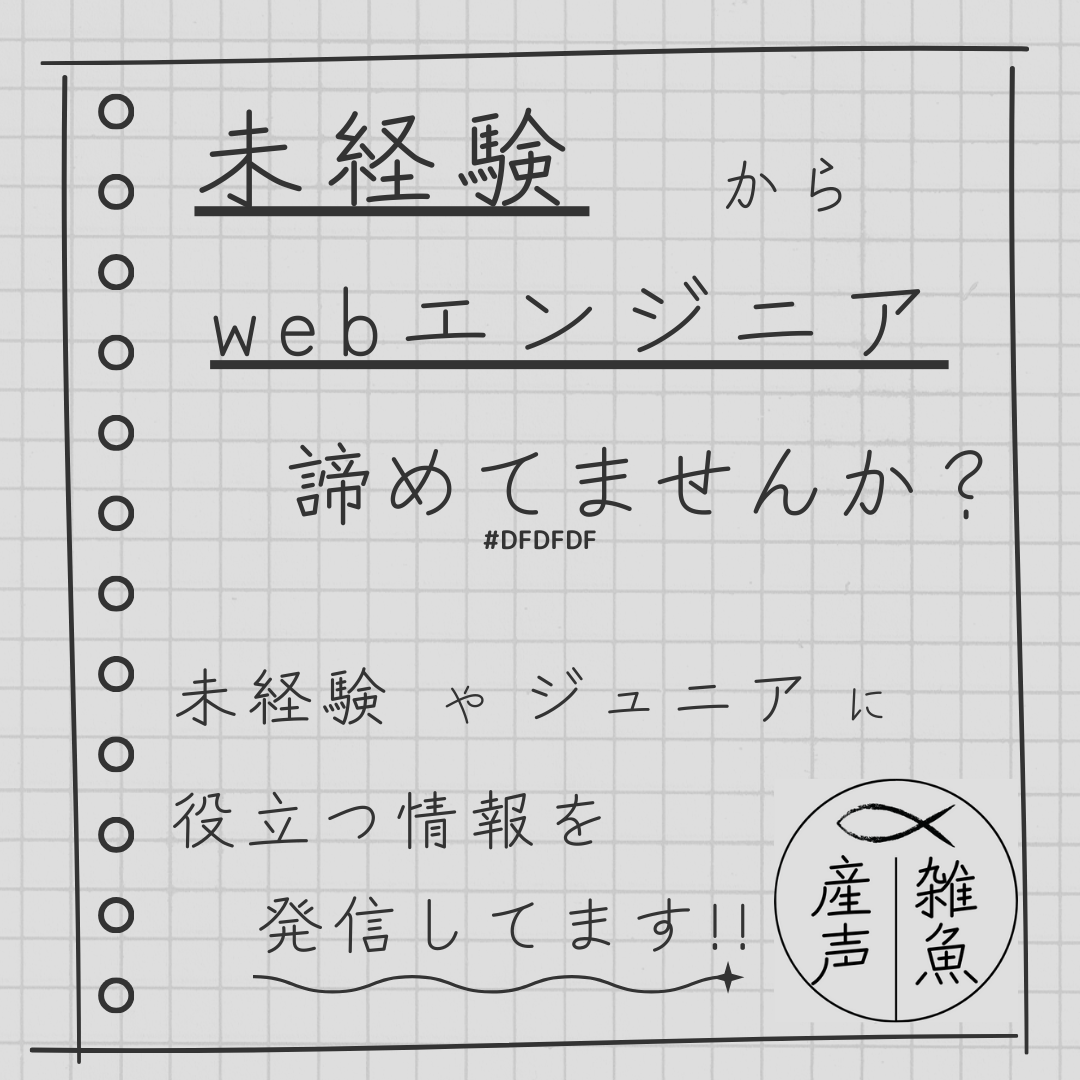 未経験 から
webエンジニア
諦めてませんか?
#DFDFDF
未経験 や ジュニア に
役立つ情報を
発信してます!!
雑魚
産声